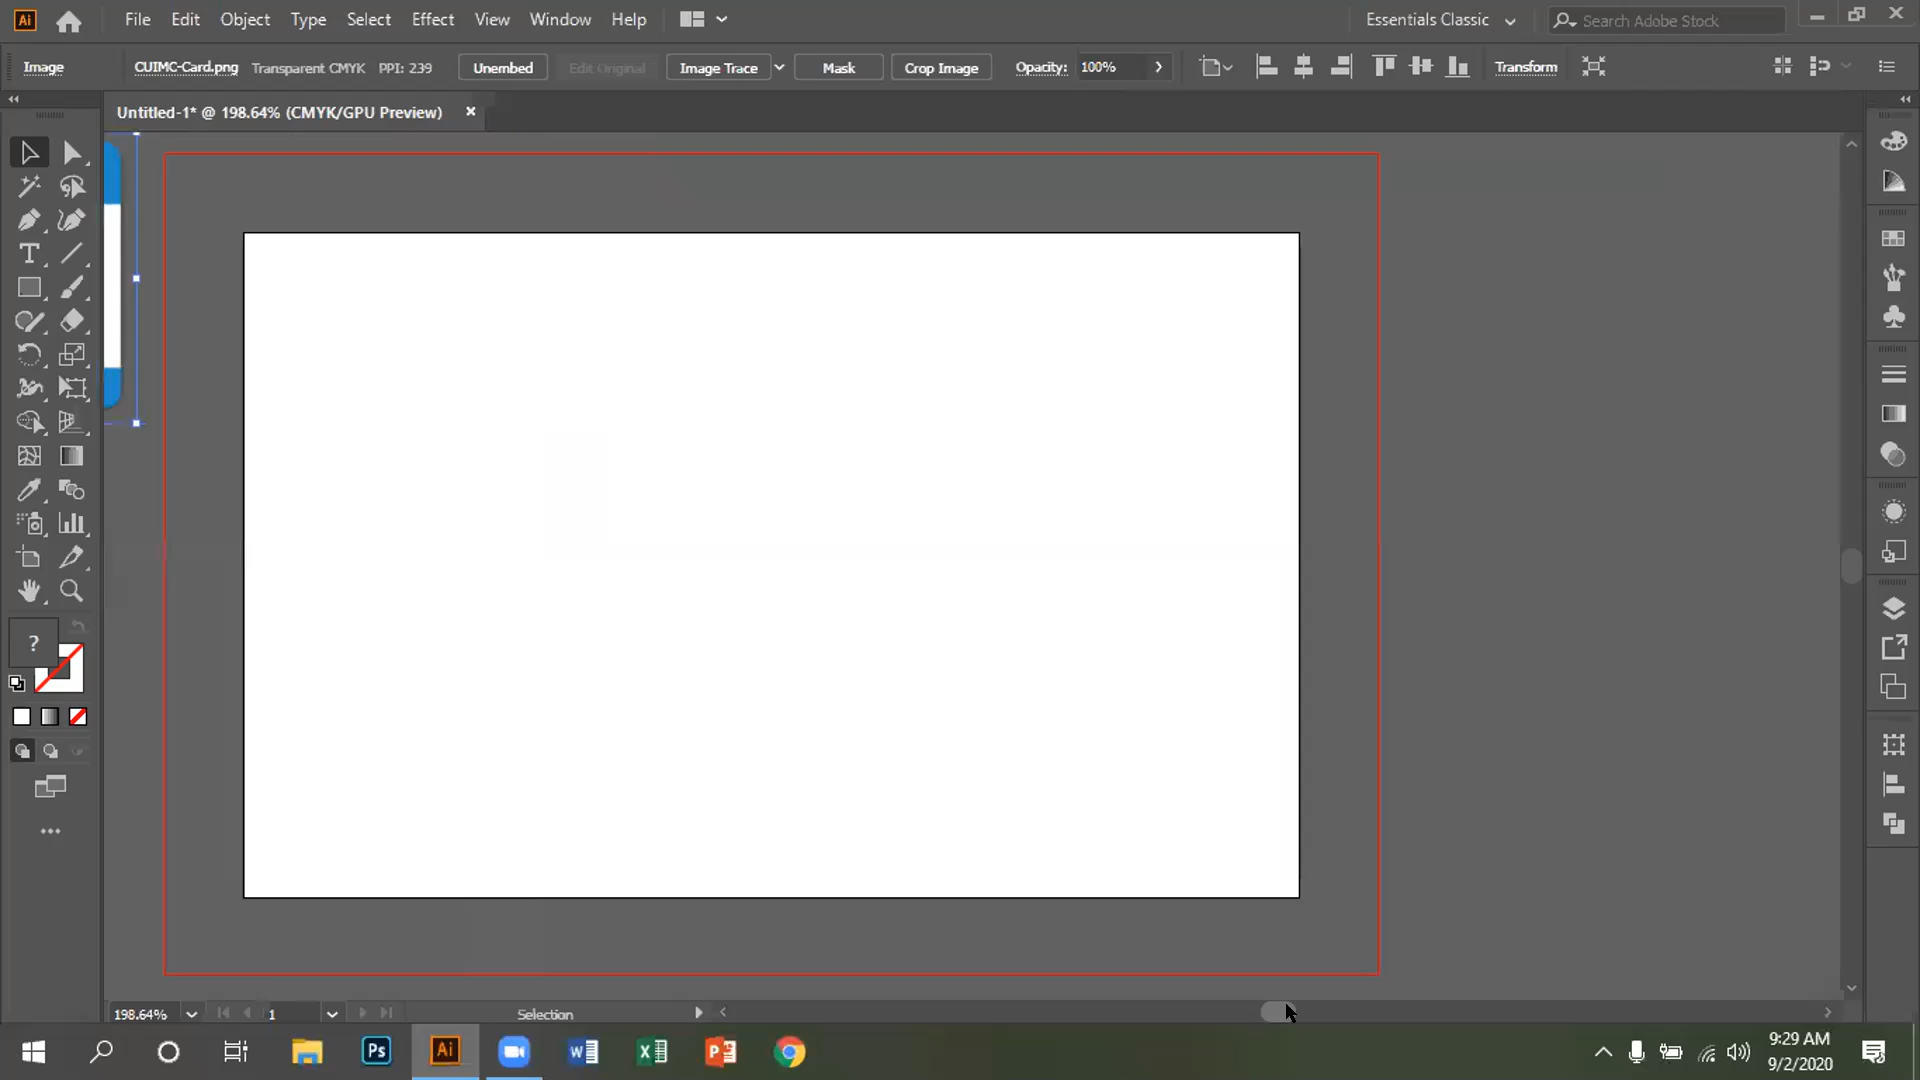 Ai File Edit Object Type Select Effect View Window Help Essentials Classic Search Adobe Stock
Image CUIMC-Card.png Transparent CMYK PPI: 239 Unembed Edit Original Image Trace Mask Crop Image Opacity: 100% Transform
Untitled-1* @ 198.64% (CMYK/GPU Preview)
T
?
198.64% 1 Selection
Ps Ai W X P 9:29 AM
9/2/2020